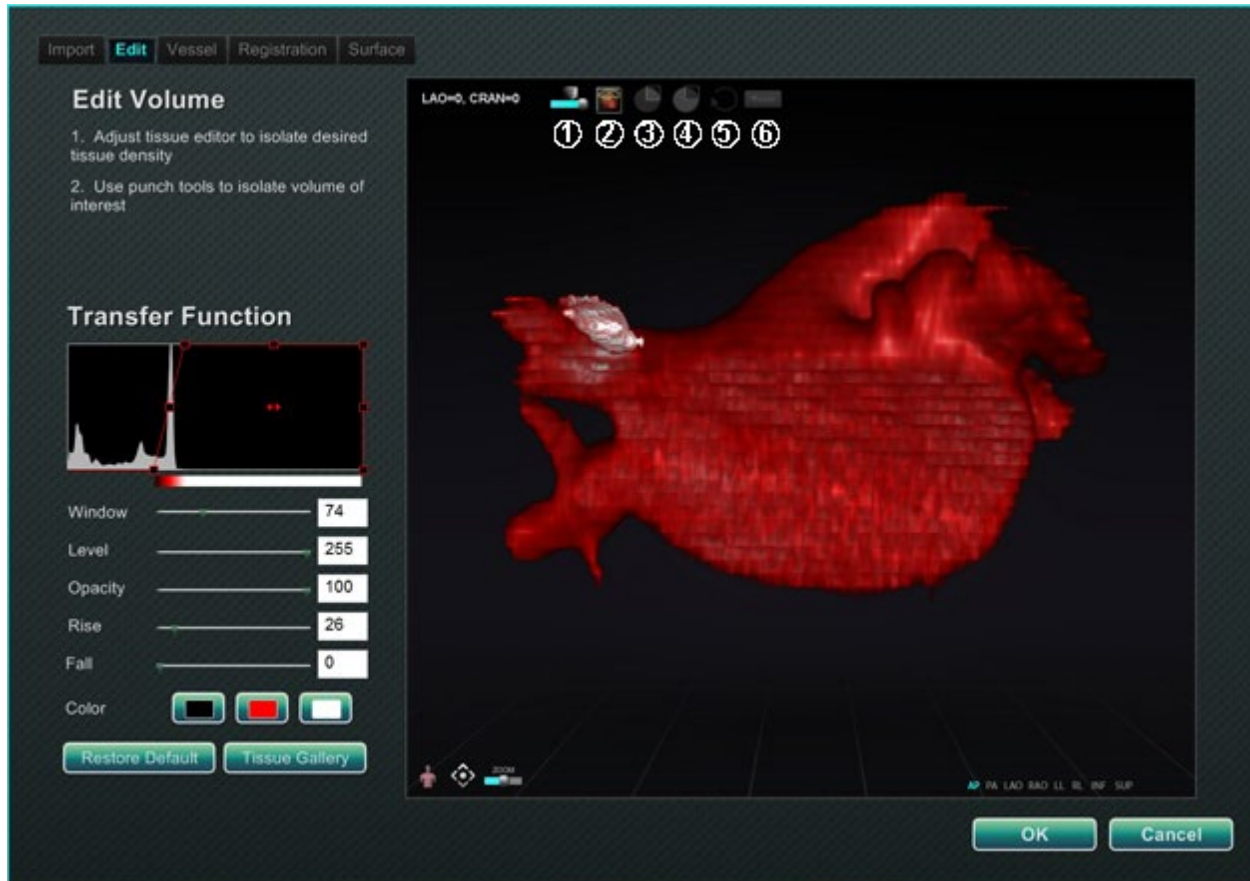 Import Edit Vessel Registration Surface
Edit Volume
1. Adjust tissue editor to isolate desired
tissue density
2. Use punch tools to isolate volume of
interest
Transfer Function
Window 74
Level 255
Opacity 100
Rise 26
Fall 0
Color
Restore Default Tissue Gallery
LAO=0, CRAN=0
① ② ③ ④ ⑤ ⑥
ZOOM
AP PA LAO RAO LL RL INF SUP
OK Cancel